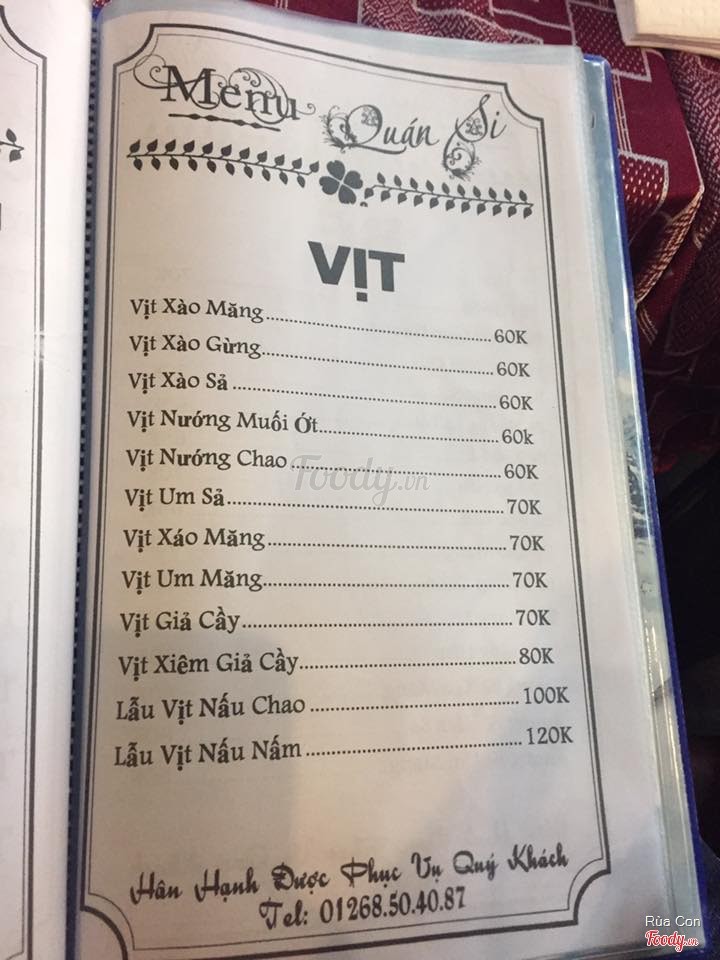 Menu Quán Si
VỊT
Vịt Xào Măng 60K
Vịt Xào Gừng 60K
Vịt Xào Sả 60K
Vịt Nướng Muối Ớt 60k
Vịt Nướng Chao 60K
Vịt Um Sả 70K
Vịt Xáo Măng 70K
Vịt Um Măng 70K
Vịt Giả Cầy 70K
Vịt Xiêm Giả Cầy 80K
Lẩu Vịt Nấu Chao 100K
Lẩu Vịt Nấu Nấm 120K
Foody.vn
Hân Hạnh Được Phục Vụ Quý Khách
Tel: 01268.50.40.87
Rùa Con
Foody.vn